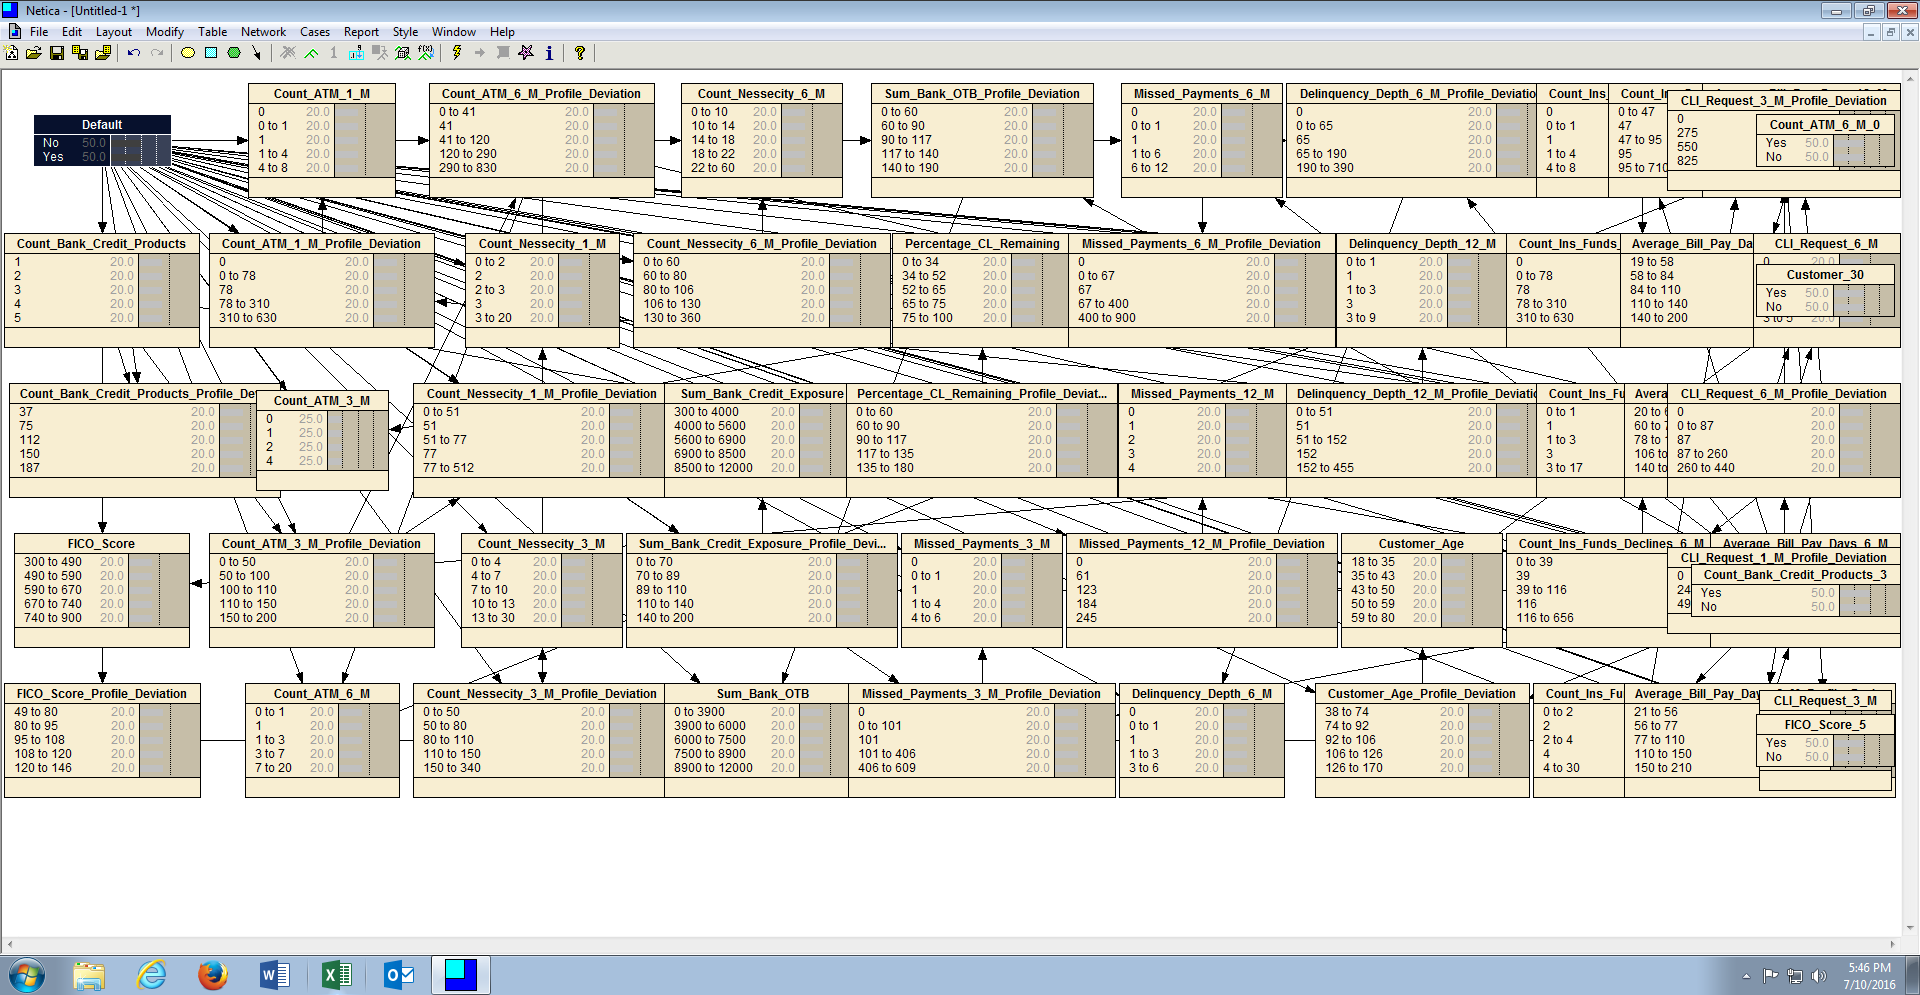 Netica - [Untitled-1 *]
File Edit Layout Modify Table Network Cases Report Style Window Help
Default
No 50.0
Yes 50.0
Count_ATM_1_M
0 20.0
0 to 1 20.0
1 20.0
1 to 4 20.0
4 to 8 20.0
Count_ATM_6_M_Profile_Deviation
0 to 41 20.0
41 20.0
41 to 120 20.0
120 to 290 20.0
290 to 830 20.0
Count_Nessecity_6_M
0 to 10 20.0
10 to 14 20.0
14 to 18 20.0
18 to 22 20.0
22 to 60 20.0
Sum_Bank_OTB_Profile_Deviation
0 to 60 20.0
60 to 90 20.0
90 to 117 20.0
117 to 140 20.0
140 to 190 20.0
Missed_Payments_6_M
0 20.0
0 to 1 20.0
1 20.0
1 to 6 20.0
6 to 12 20.0
Delinquency_Depth_6_M_Profile_Deviatio
0 20.0
0 to 65 20.0
65 20.0
65 to 190 20.0
190 to 390 20.0
Count_Ins_
0
0 to 1
1
1 to 4
4 to 8
Count_In
0 to 47
47
47 to 95
95
95 to 710
CLI_Request_3_M_Profile_Deviation
0
275
550
825
Count_ATM_6_M_0
Yes 50.0
No 50.0
Count_Bank_Credit_Products
1 20.0
2 20.0
3 20.0
4 20.0
5 20.0
Count_ATM_1_M_Profile_Deviation
0 20.0
0 to 78 20.0
78 20.0
78 to 310 20.0
310 to 630 20.0
Count_Nessecity_1_M
0 to 2 20.0
2 20.0
2 to 3 20.0
3 20.0
3 to 20 20.0
Count_Nessecity_6_M_Profile_Deviation
0 to 60 20.0
60 to 80 20.0
80 to 106 20.0
106 to 130 20.0
130 to 360 20.0
Percentage_CL_Remaining
0 to 34 20.0
34 to 52 20.0
52 to 65 20.0
65 to 75 20.0
75 to 100 20.0
Missed_Payments_6_M_Profile_Deviation
0 20.0
0 to 67 20.0
67 20.0
67 to 400 20.0
400 to 900 20.0
Delinquency_Depth_12_M
0 to 1 20.0
1 20.0
1 to 3 20.0
3 20.0
3 to 9 20.0
Count_Ins_Funds_
0
0 to 78
78
78 to 310
310 to 630
Average_Bill_Pay_Da
19 to 58
58 to 84
84 to 110
110 to 140
140 to 200
CLI_Request_6_M
0 20.0
3 to 5 20.0
Customer_30
Yes 50.0
No 50.0
Count_Bank_Credit_Products_Profile_De
37 20.0
75 20.0
112 20.0
150 20.0
187 20.0
Count_ATM_3_M
0 25.0
1 25.0
2 25.0
4 25.0
Count_Nessecity_1_M_Profile_Deviation
0 to 51 20.0
51 20.0
51 to 77 20.0
77 20.0
77 to 512 20.0
Sum_Bank_Credit_Exposure
300 to 4000 20.0
4000 to 5600 20.0
5600 to 6900 20.0
6900 to 8500 20.0
8500 to 12000 20.0
Percentage_CL_Remaining_Profile_Deviat...
0 to 60 20.0
60 to 90 20.0
90 to 117 20.0
117 to 135 20.0
135 to 180 20.0
Missed_Payments_12_M
0 20.0
1 20.0
2 20.0
3 20.0
4 20.0
Delinquency_Depth_12_M_Profile_Deviatio
0 to 51 20.0
51 20.0
51 to 152 20.0
152 20.0
152 to 455 20.0
Count_Ins_Fu
0 to 1
1
1 to 3
3
3 to 17
Avera
20 to 6
60 to 7
78 to 1
106 to
140 to
CLI_Request_6_M_Profile_Deviation
0 20.0
0 to 87 20.0
87 20.0
87 to 260 20.0
260 to 440 20.0
FICO_Score
300 to 490 20.0
490 to 590 20.0
590 to 670 20.0
670 to 740 20.0
740 to 900 20.0
Count_ATM_3_M_Profile_Deviation
0 to 50 20.0
50 to 100 20.0
100 to 110 20.0
110 to 150 20.0
150 to 200 20.0
Count_Nessecity_3_M
0 to 4 20.0
4 to 7 20.0
7 to 10 20.0
10 to 13 20.0
13 to 30 20.0
Sum_Bank_Credit_Exposure_Profile_Devi...
0 to 70 20.0
70 to 89 20.0
89 to 110 20.0
110 to 140 20.0
140 to 200 20.0
Missed_Payments_3_M
0 20.0
0 to 1 20.0
1 20.0
1 to 4 20.0
4 to 6 20.0
Missed_Payments_12_M_Profile_Deviation
0 20.0
61 20.0
123 20.0
184 20.0
245 20.0
Customer_Age
18 to 35 20.0
35 to 43 20.0
43 to 50 20.0
50 to 59 20.0
59 to 80 20.0
Count_Ins_Funds_Declines_6_M
0 to 39
39
39 to 116
116
116 to 656
Average_Bill_Pay_Days_6_M
CLI_Request_1_M_Profile_Deviation
0
24
49
Count_Bank_Credit_Products_3
Yes 50.0
No 50.0
FICO_Score_Profile_Deviation
49 to 80 20.0
80 to 95 20.0
95 to 108 20.0
108 to 120 20.0
120 to 146 20.0
Count_ATM_6_M
0 to 1 20.0
1 20.0
1 to 3 20.0
3 to 7 20.0
7 to 20 20.0
Count_Nessecity_3_M_Profile_Deviation
0 to 50 20.0
50 to 80 20.0
80 to 110 20.0
110 to 150 20.0
150 to 340 20.0
Sum_Bank_OTB
0 to 3900 20.0
3900 to 6000 20.0
6000 to 7500 20.0
7500 to 8900 20.0
8900 to 12000 20.0
Missed_Payments_3_M_Profile_Deviation
0 20.0
0 to 101 20.0
101 20.0
101 to 406 20.0
406 to 609 20.0
Delinquency_Depth_6_M
0 20.0
0 to 1 20.0
1 20.0
1 to 3 20.0
3 to 6 20.0
Customer_Age_Profile_Deviation
38 to 74 20.0
74 to 92 20.0
92 to 106 20.0
106 to 126 20.0
126 to 170 20.0
Count_Ins_Fu
0 to 2
2
2 to 4
4
4 to 30
Average_Bill_Pay_Day
21 to 56
56 to 77
77 to 110
110 to 150
150 to 210
CLI_Request_3_M
FICO_Score_5
Yes 50.0
No 50.0
5:46 PM
7/10/2016